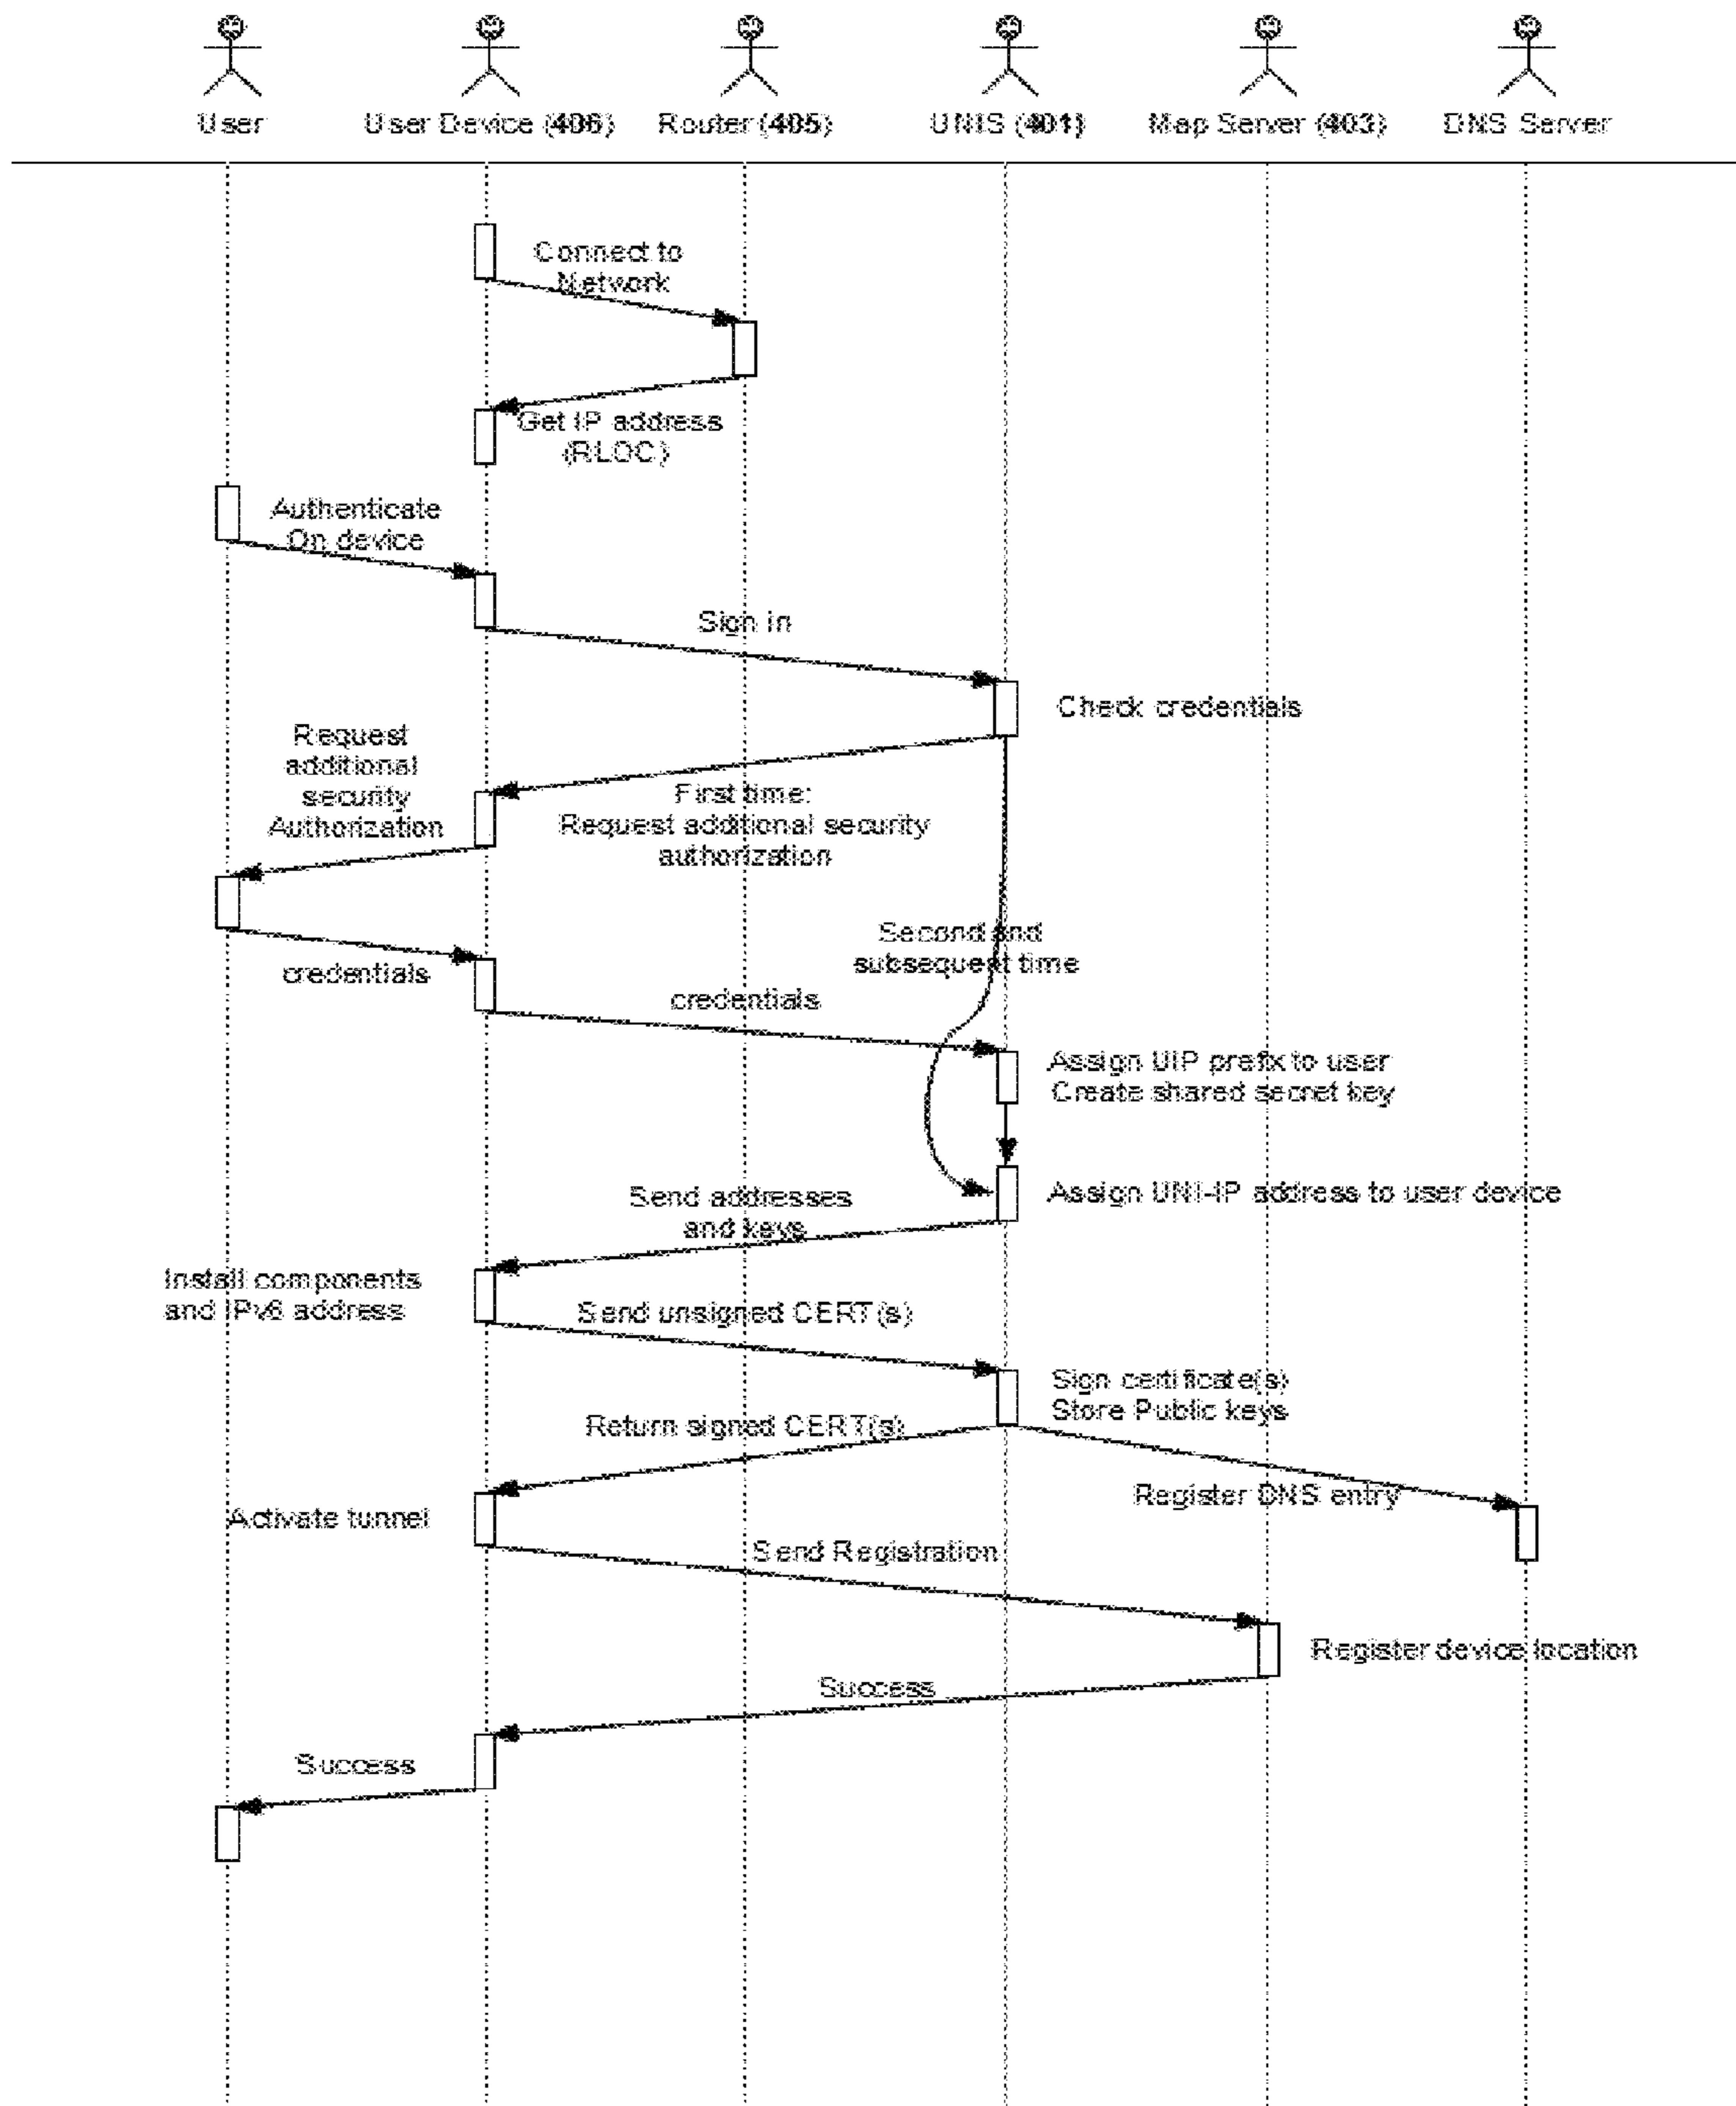 User
User Device (406)
Router (405)
UNIS (401)
Map Server (403)
DNS Server
Connect to
Network
Get IP address
(RLOC)
Authenticate
On device
Sign in
Check credentials
Request
additional
security
Authorization
First time:
Request additional security
authorization
Second and
subsequent time
credentials
credentials
Assign UIP prefix to user
Create shared secret key
Assign UNI-IP address to user device
Send addresses
and keys
Install components
and IPv6 address
Send unsigned CERT(s)
Sign certificate(s)
Store Public keys
Return signed CERT(s)
Register DNS entry
Activate tunnel
Send Registration
Register device location
Success
Success